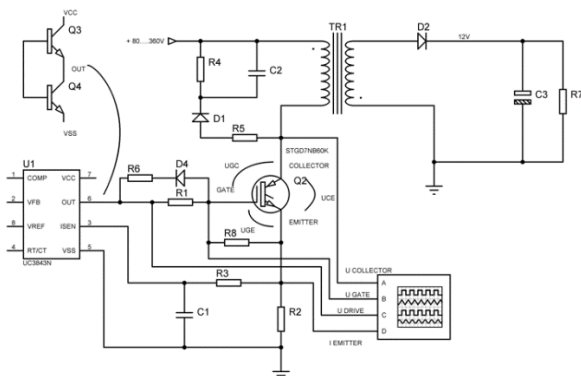 VCC
Q3
OUT
Q4
VSS
+ 80.....360V
R4
C2
D1
R5
TR1
D2
12V
C3
R7
U1
1 COMP VCC 7
2 VFB OUT 6
8 VREF ISEN 3
4 RT/CT VSS 5
UC3843N
R6
D4
R1
UGC
GATE
STGD7NB60K
COLLECTOR
Q2
UCE
EMITTER
UGE
R8
R3
C1
R2
U COLLECTOR
U GATE
U DRIVE
I EMITTER
A
B
C
D